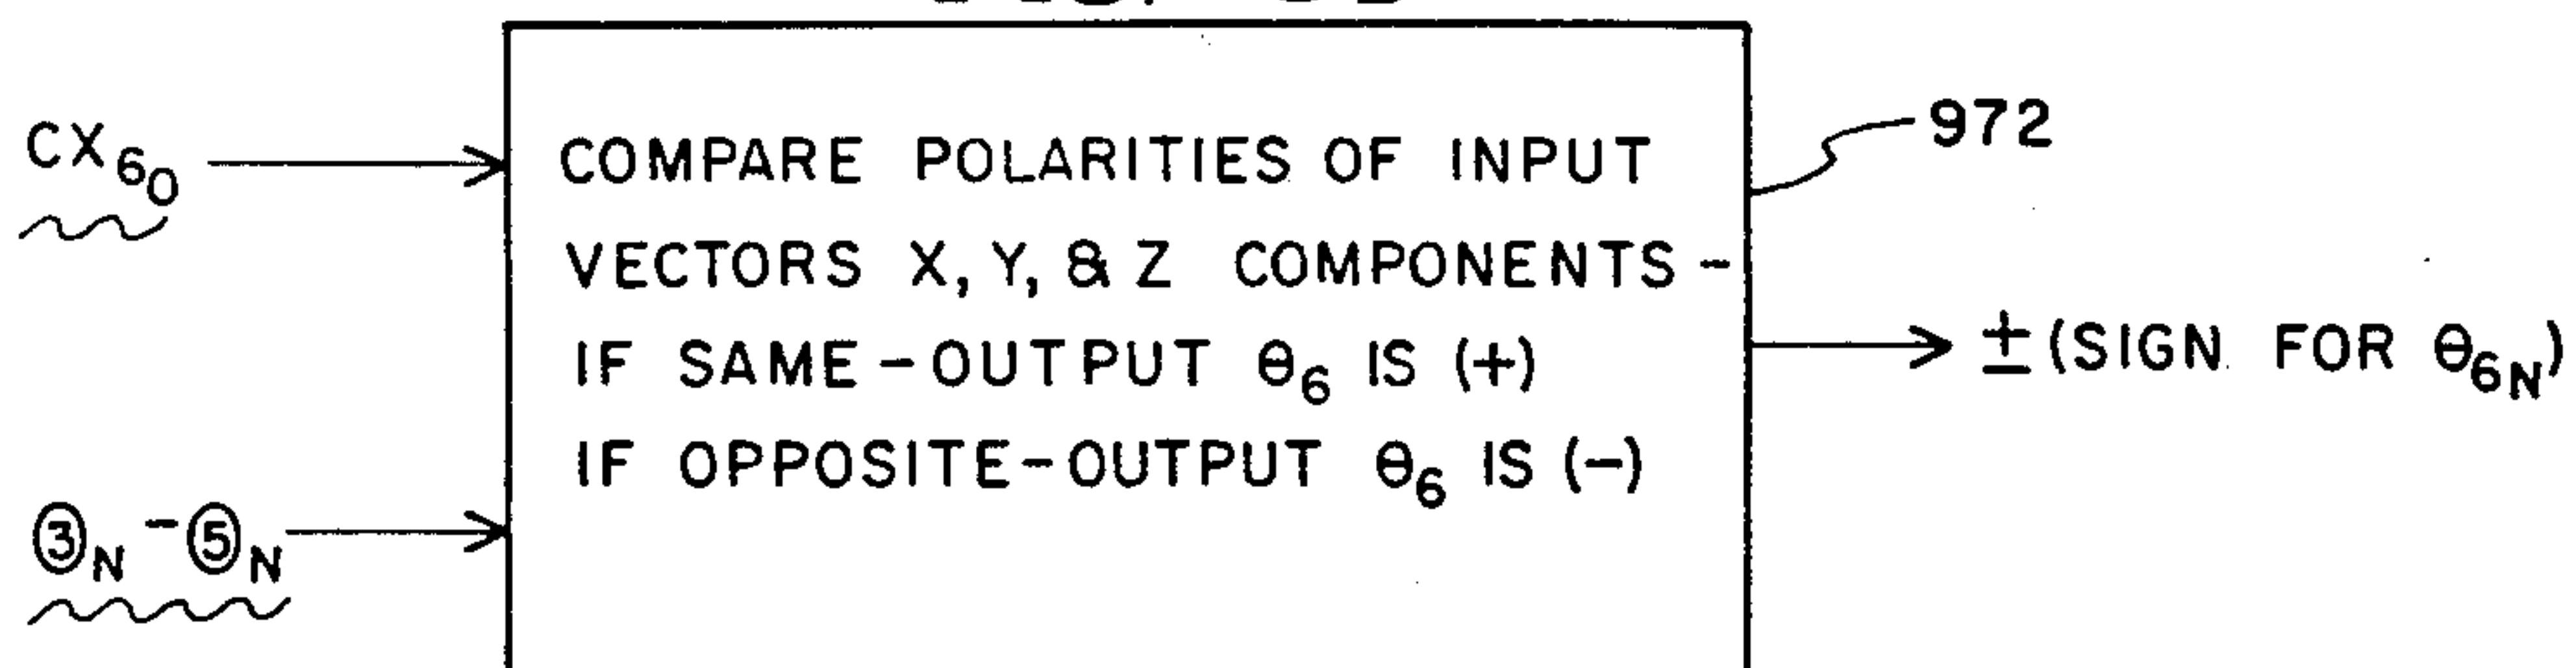 CX₆₀
COMPARE POLARITIES OF INPUT
VECTORS X, Y, & Z COMPONENTS -
IF SAME - OUTPUT θ₆ IS (+)
IF OPPOSITE - OUTPUT θ₆ IS (-)
972
± (SIGN FOR θ₆N)
③N - ⑤N